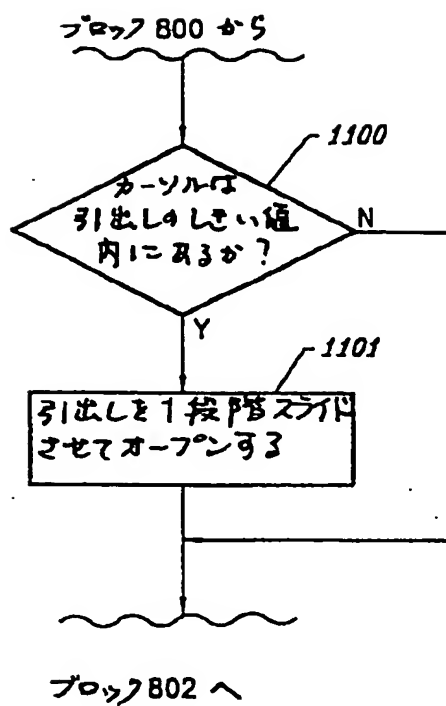 ブロック800から
1100
カーソルは
引出しのしきい値
内にあるか?
N
Y
1101
引出しを1段階スライド
させてオープンする
ブロック802へ